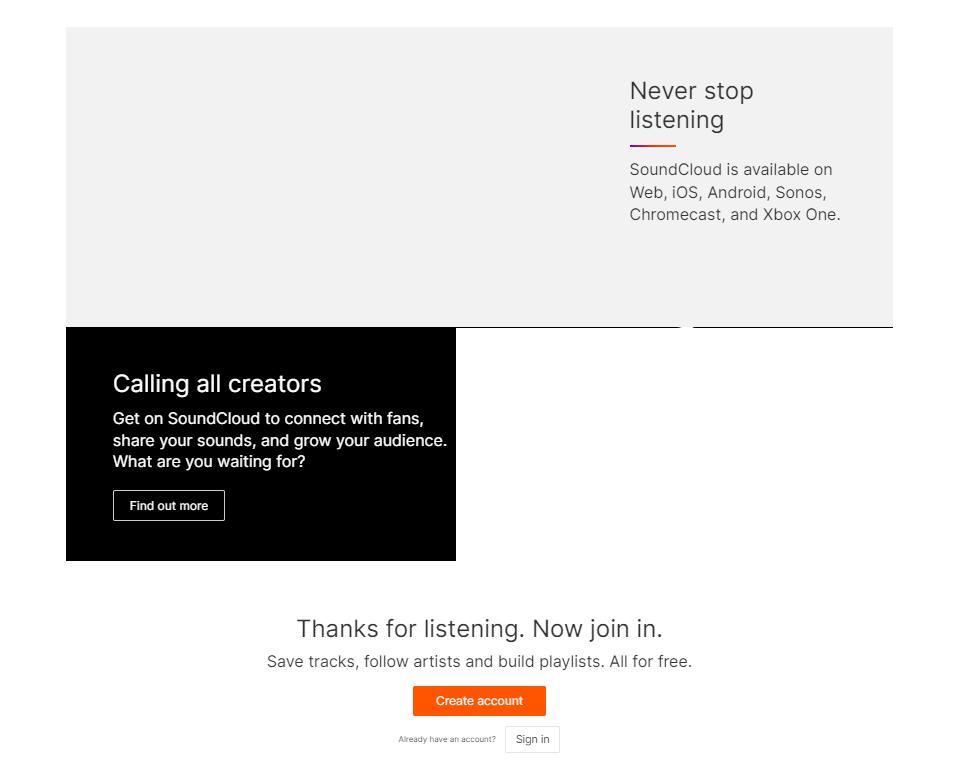 Never stop
listening
SoundCloud is available on
Web, iOS, Android, Sonos,
Chromecast, and Xbox One.
Calling all creators
Get on SoundCloud to connect with fans,
share your sounds, and grow your audience.
What are you waiting for?
Find out more
Thanks for listening. Now join in.
Save tracks, follow artists and build playlists. All for free.
Create account
Already have an account? Sign in